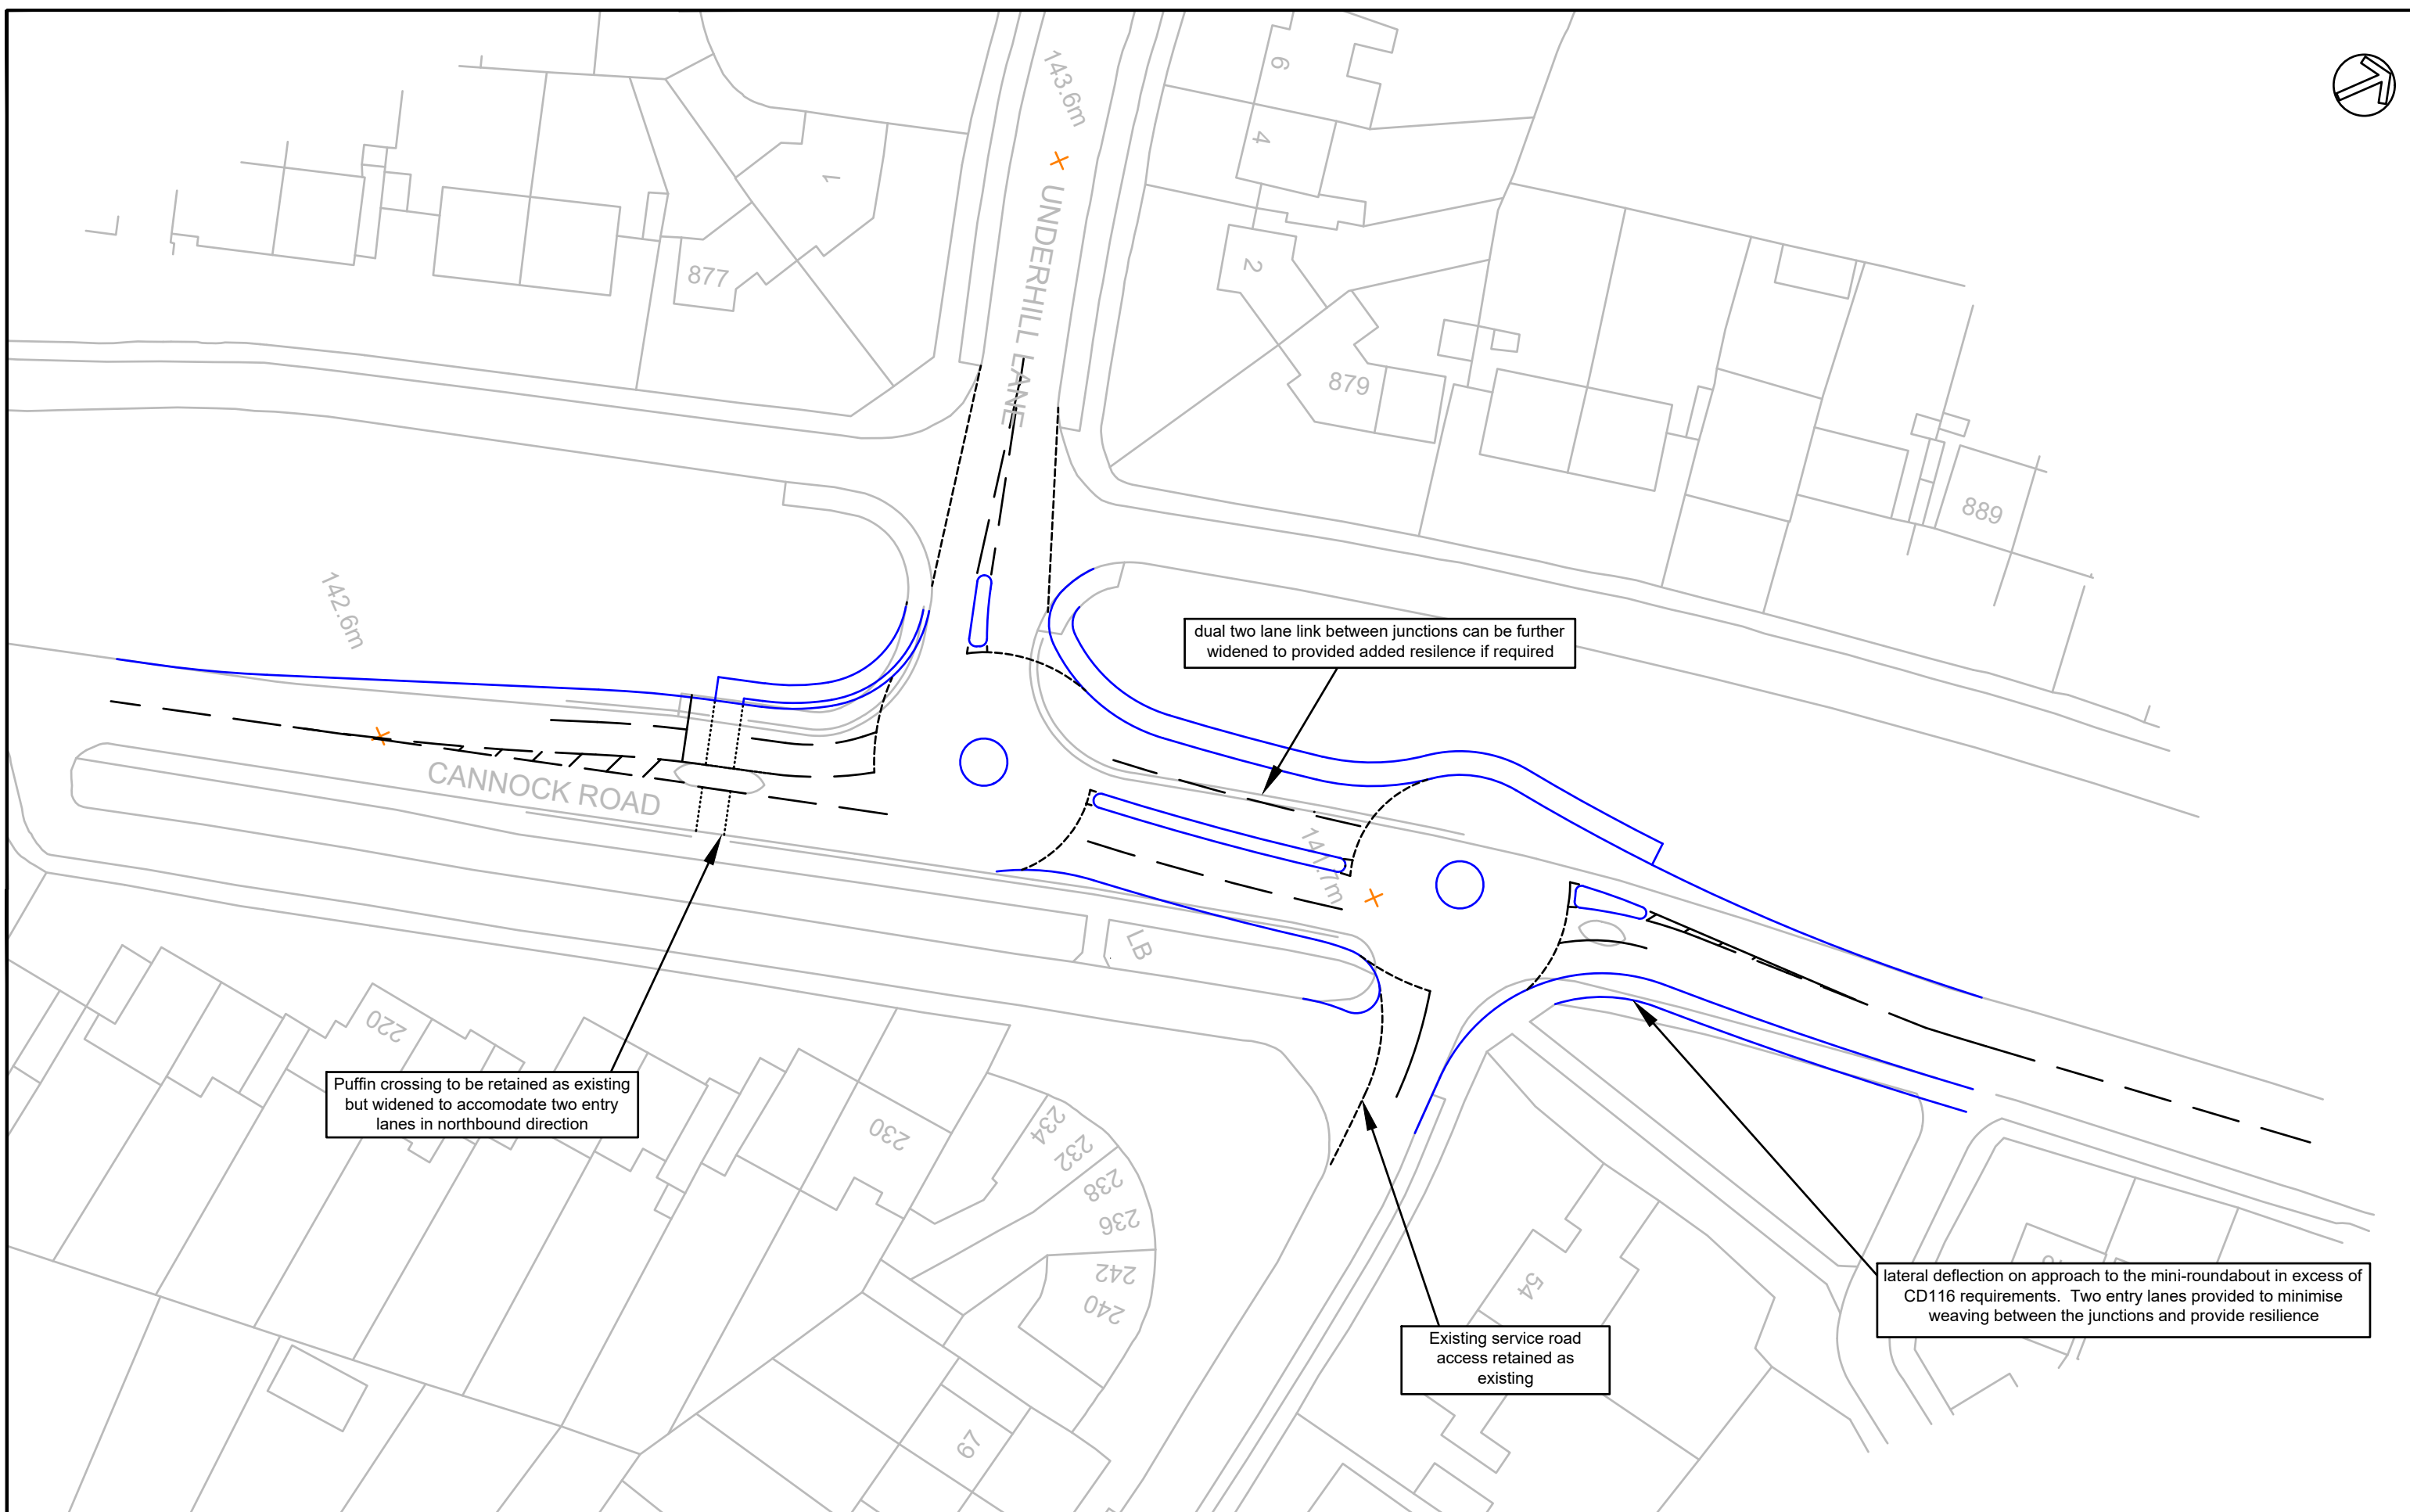 143.6m
6
4
2
1
UNDERHILL LANE
877
879
889
142.6m
dual two lane link between junctions can be further
widened to provided added resilence if required
CANNOCK ROAD
LB
220
Puffin crossing to be retained as existing
but widened to accomodate two entry
lanes in northbound direction
230
234
232
238
236
242
240
54
67
lateral deflection on approach to the mini-roundabout in excess of
CD116 requirements. Two entry lanes provided to minimise
weaving between the junctions and provide resilience
Existing service road
access retained as
existing